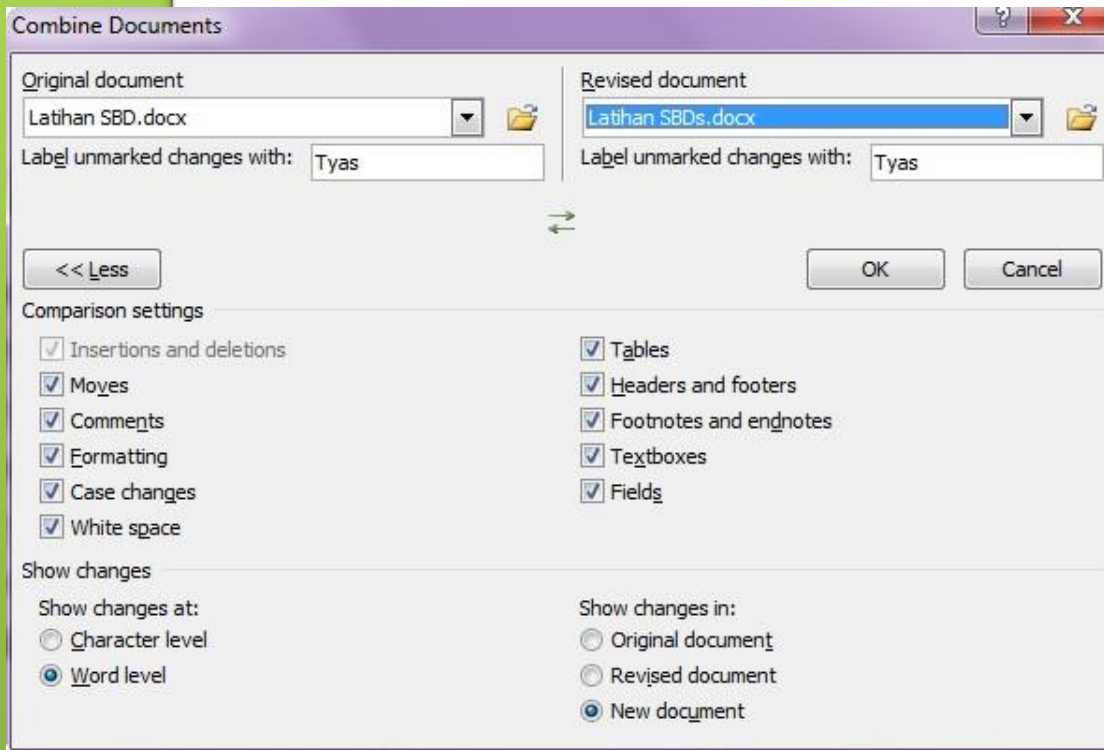 Combine Documents
Original document
Latihan SBD.docx
Label unmarked changes with: Tyas
Revised document
Latihan SBDs.docx
Label unmarked changes with: Tyas
<< Less
OK
Cancel
Comparison settings
Insertions and deletions
Moves
Comments
Formatting
Case changes
White space
Tables
Headers and footers
Footnotes and endnotes
Textboxes
Fields
Show changes
Show changes at:
Character level
Word level
Show changes in:
Original document
Revised document
New document